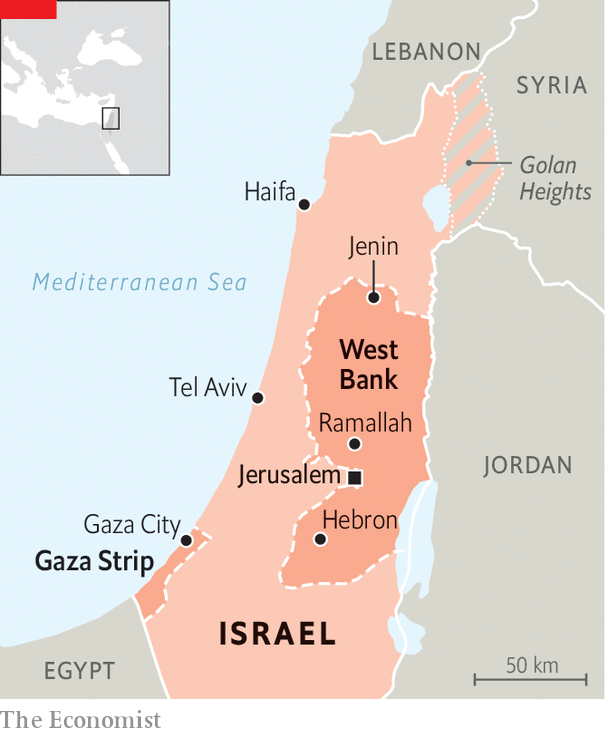 LEBANON
SYRIA
Golan
Heights
Haifa
Jenin
Mediterranean Sea
West
Bank
Tel Aviv
Ramallah
Jerusalem
JORDAN
Gaza City
Hebron
Gaza Strip
ISRAEL
EGYPT
50 km
The Economist